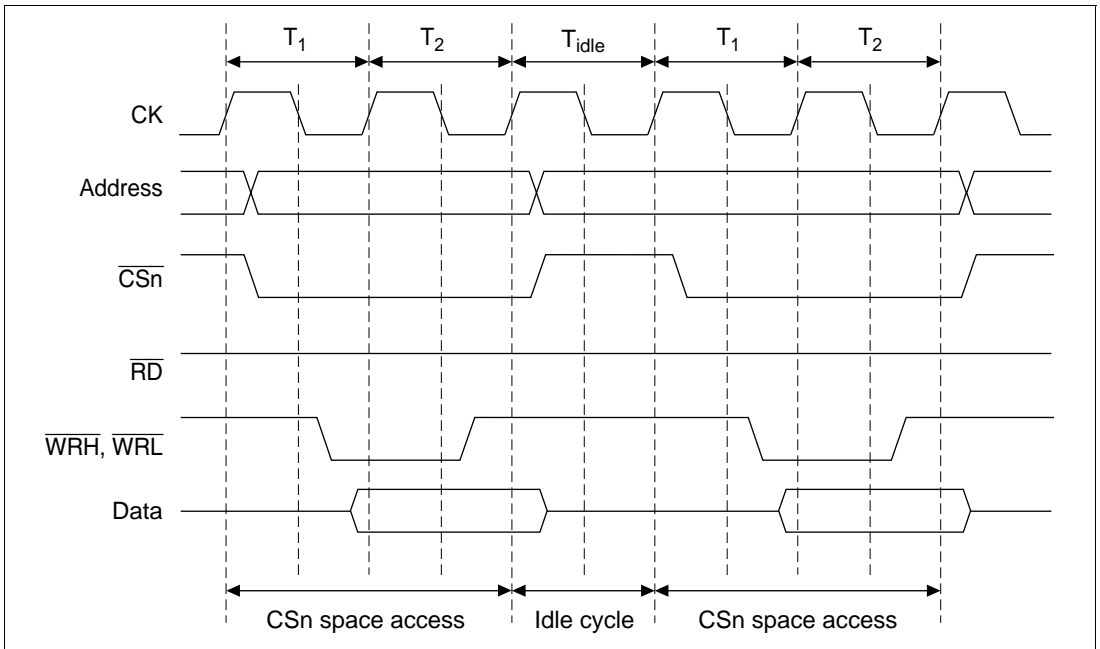 T1 T2 Tidle T1 T2
CK
Address
CSn
RD
WRH, WRL
Data
CSn space access Idle cycle CSn space access